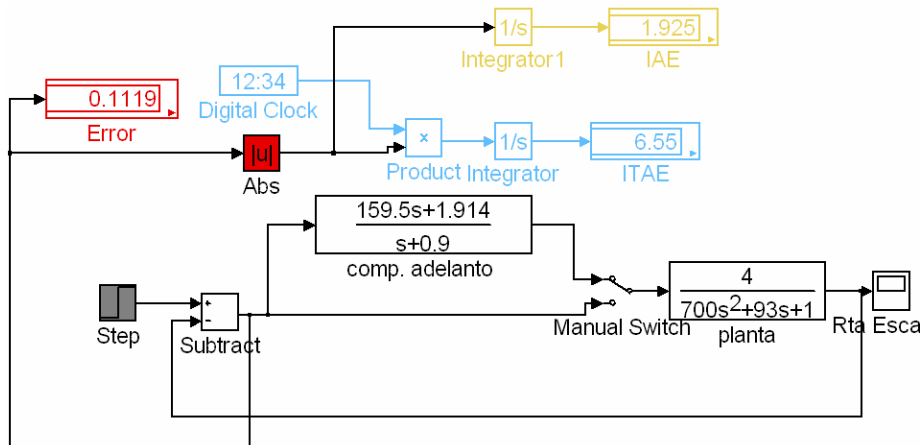 1/s
1.925
Integrator1
IAE
0.1119
Error
12:34
Digital Clock
|u|
Abs
×
Product
1/s
Integrator
6.55
ITAE
159.5s+1.914
s+0.9
comp. adelanto
Step
+
−
Subtract
Manual Switch
4
700s²+93s+1
planta
Rta Esca